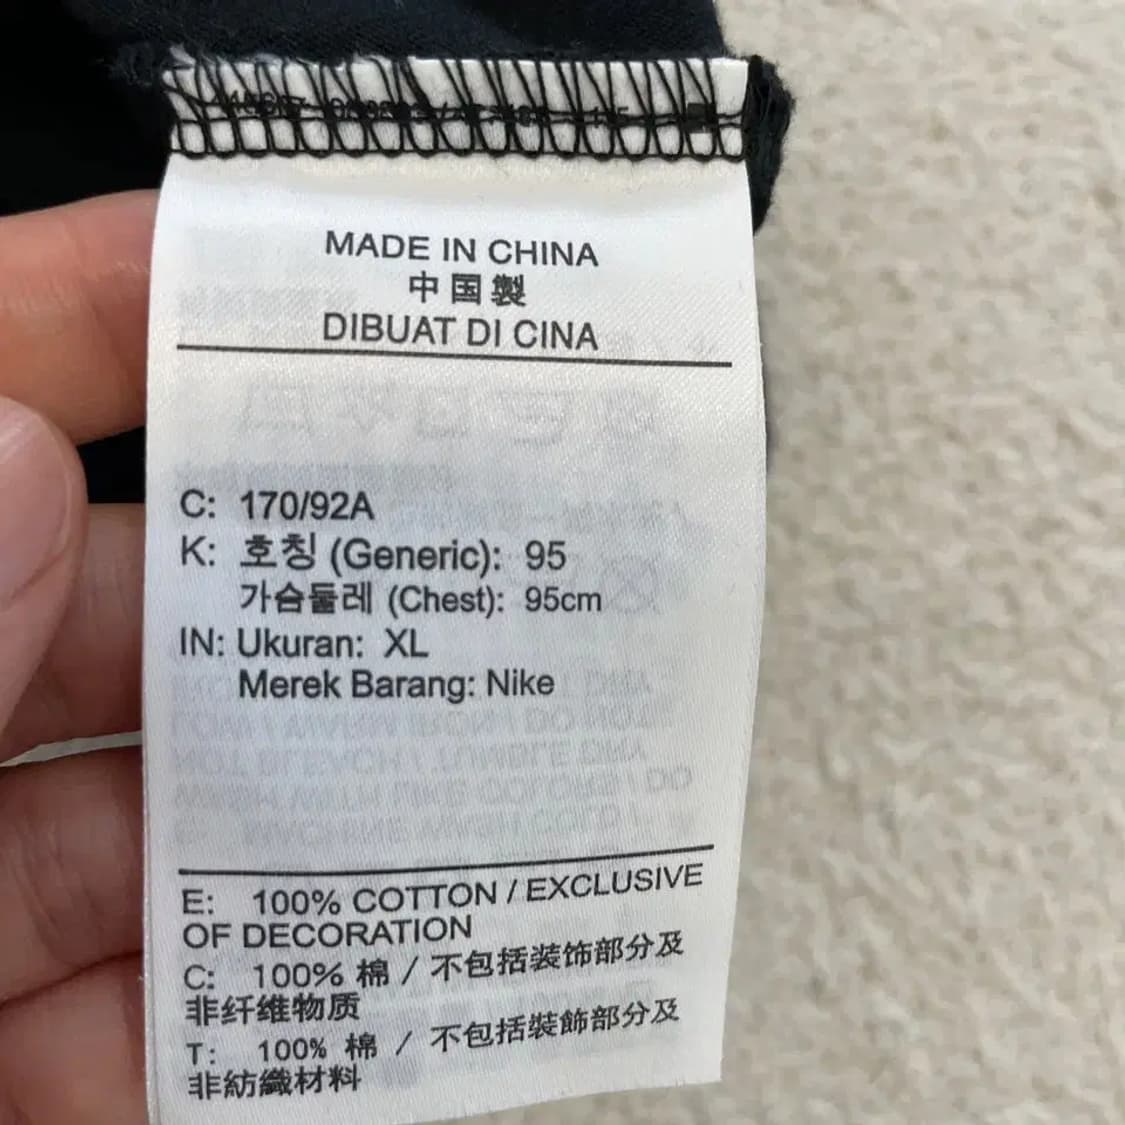 MADE IN CHINA
中国製
DIBUAT DI CINA
C: 170/92A
K: 호칭 (Generic): 95
가슴둘레 (Chest): 95cm
IN: Ukuran: XL
Merek Barang: Nike
E: 100% COTTON / EXCLUSIVE
OF DECORATION
C: 100% 棉 / 不包括装饰部分及
非纤维物质
T: 100% 棉 / 不包括裝飾部分及
非紡織材料